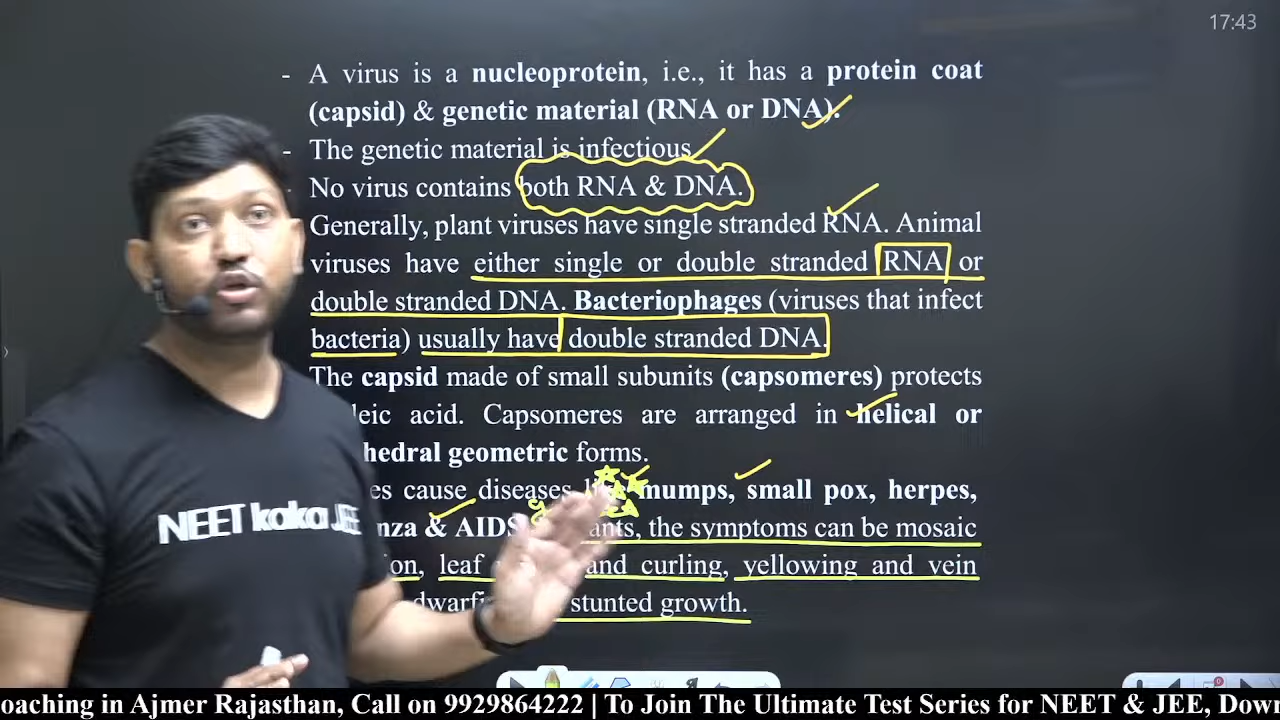 17:43
- A virus is a nucleoprotein, i.e., it has a protein coat
(capsid) & genetic material (RNA or DNA).
- The genetic material is infectious
- No virus contains both RNA & DNA.
Generally, plant viruses have single stranded RNA. Animal
viruses have either single or double stranded RNA or
double stranded DNA. Bacteriophages (viruses that infect
bacteria) usually have double stranded DNA.
The capsid made of small subunits (capsomeres) protects
leic acid. Capsomeres are arranged in helical or
hedral geometric forms.
es cause diseases mumps, small pox, herpes,
nza & AIDS ants, the symptoms can be mosaic
on, leaf and curling, yellowing and vein
dwarf stunted growth.
NEET kaka JEE
oaching in Ajmer Rajasthan, Call on 9929864222 | To Join The Ultimate Test Series for NEET & JEE, Dow